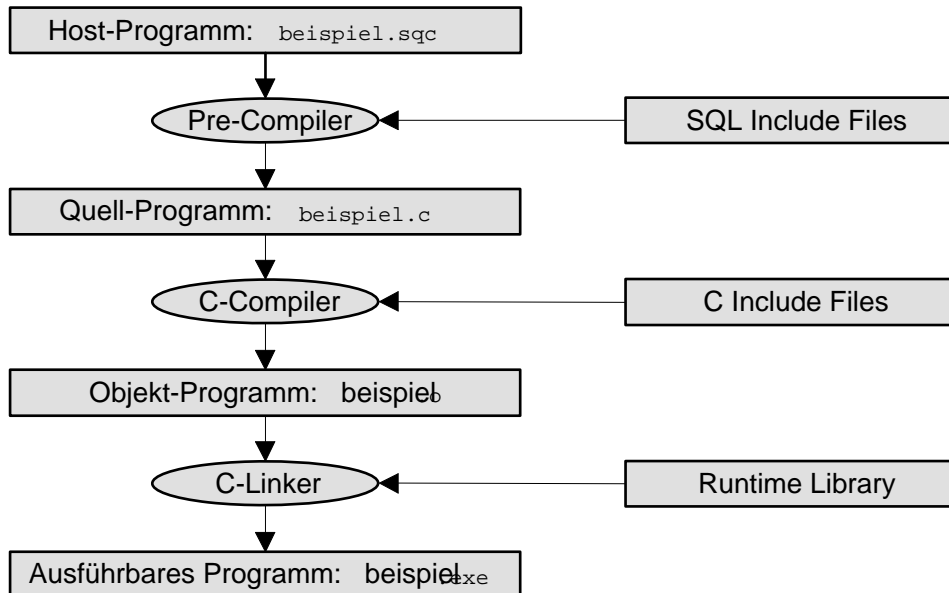 Host-Programm: beispiel.sqc
Pre-Compiler
SQL Include Files
Quell-Programm: beispiel.c
C-Compiler
C Include Files
Objekt-Programm: beispiel.o
C-Linker
Runtime Library
Ausführbares Programm: beispiel.exe